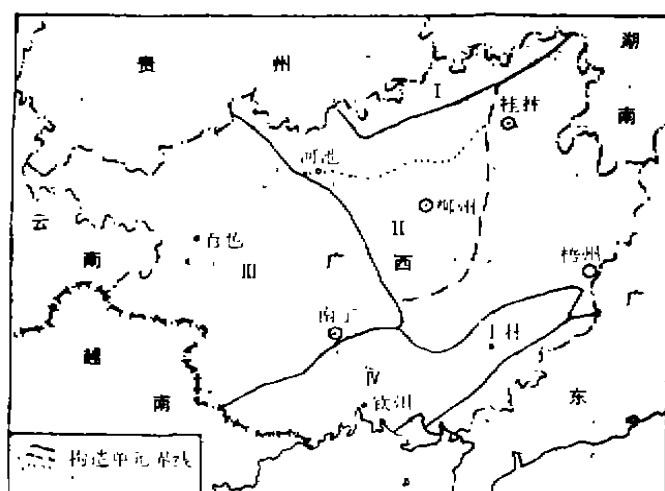 贵 州
湖
南
I
桂林
河池
柳州
云
南
百色
II
广
西
III
梧州
广
南宁
玉林
越
南
IV
钦州
东
构造单元界线